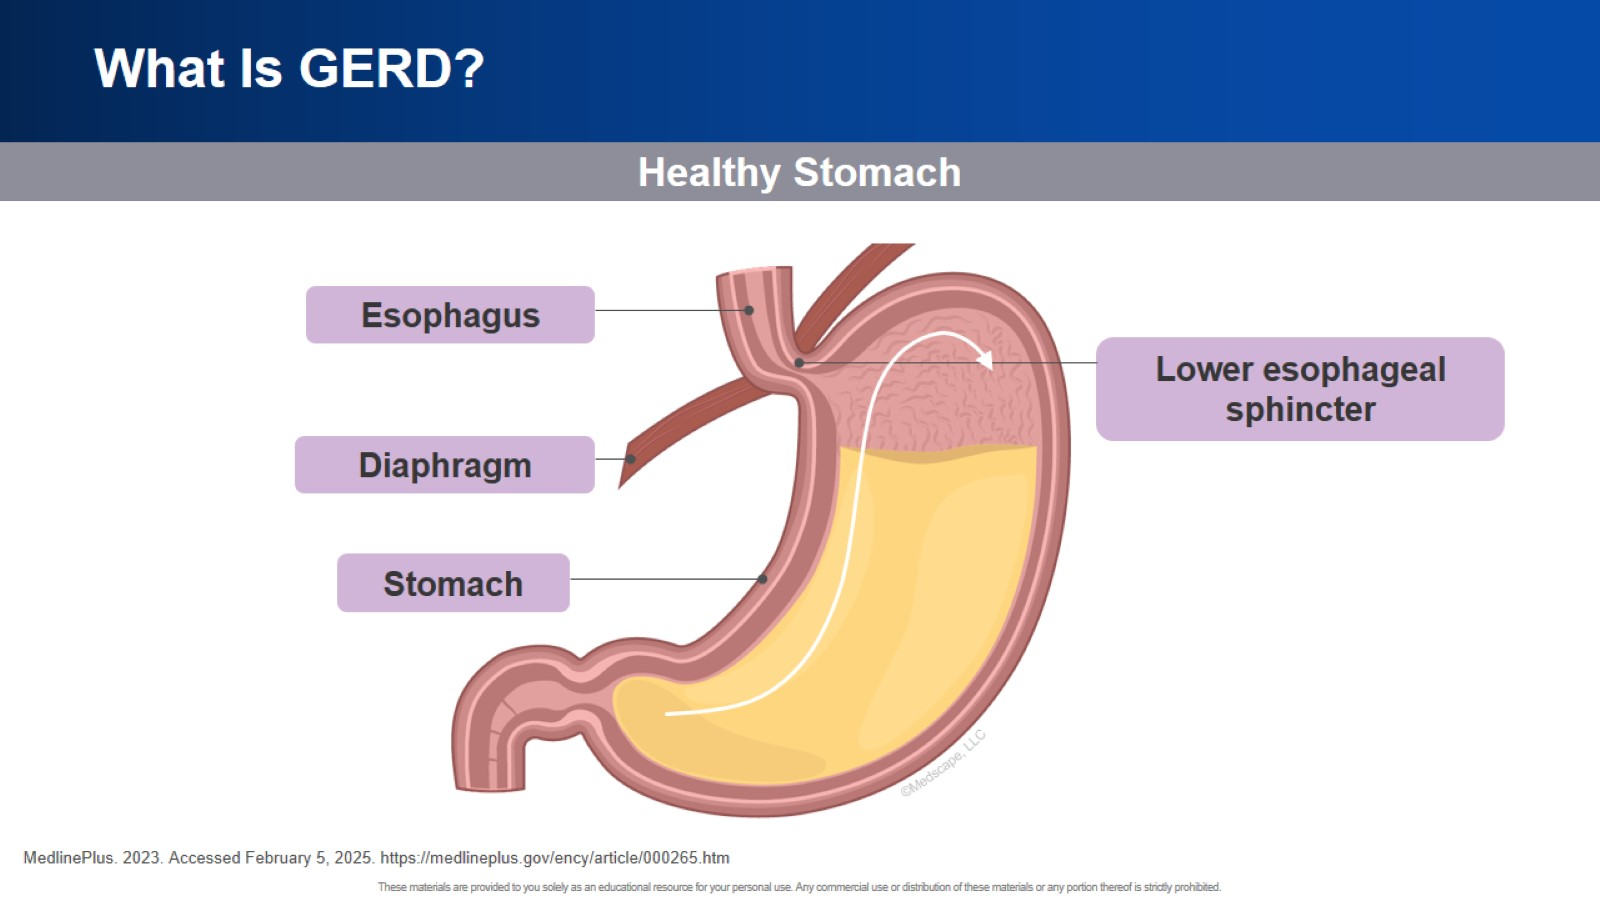 What Is GERD?
Healthy Stomach
Esophagus
Lower esophageal
sphincter
Diaphragm
Stomach
©Medscape, LLC
MedlinePlus. 2023. Accessed February 5, 2025. https://medlineplus.gov/ency/article/000265.htm
These materials are provided to you solely as an educational resource for your personal use. Any commercial use or distribution of these materials or any portion thereof is strictly prohibited.